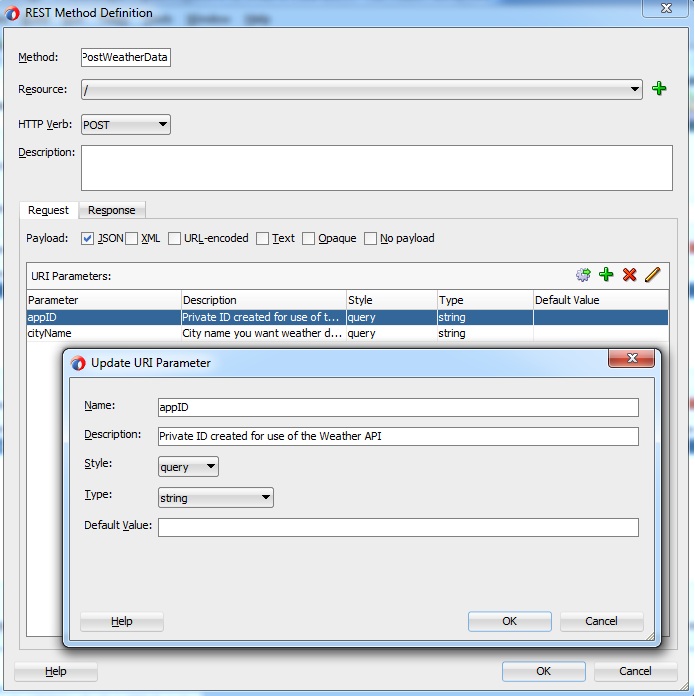 REST Method Definition
Method: PostWeatherData
Resource: /
HTTP Verb: POST
Description:
Request Response
Payload: JSON XML URL-encoded Text Opaque No payload
URI Parameters:
Parameter Description Style Type Default Value
appID Private ID created for use of t... query string
cityName City name you want weather d... query string
Update URI Parameter
Name: appID
Description: Private ID created for use of the Weather API
Style: query
Type: string
Default Value:
Help OK Cancel
Help OK Cancel